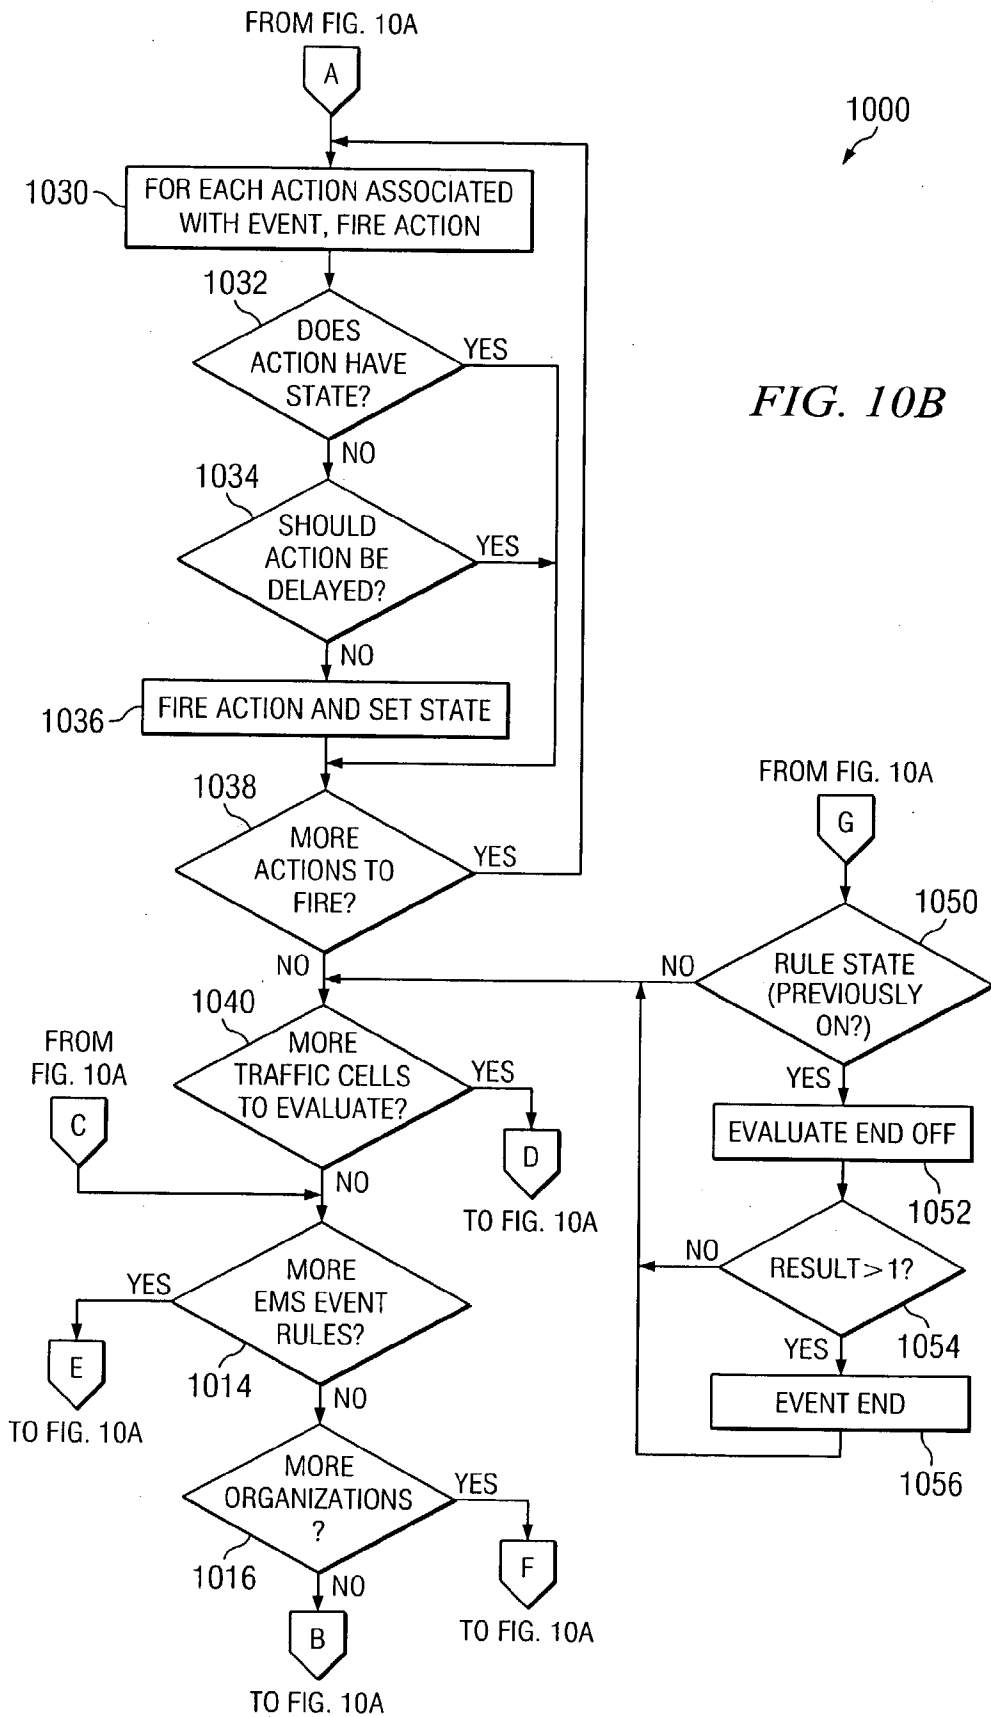 FROM FIG. 10A
A
1000
1030
FOR EACH ACTION ASSOCIATED
WITH EVENT, FIRE ACTION
1032
DOES
ACTION HAVE
STATE?
YES
NO
FIG. 10B
1034
SHOULD
ACTION BE
DELAYED?
YES
NO
1036
FIRE ACTION AND SET STATE
1038
MORE
ACTIONS TO
FIRE?
YES
NO
FROM FIG. 10A
G
1050
RULE STATE
(PREVIOUSLY
ON?)
NO
YES
1040
MORE
TRAFFIC CELLS
TO EVALUATE?
YES
NO
FROM
FIG. 10A
C
D
TO FIG. 10A
EVALUATE END OFF
1052
RESULT>1?
NO
YES
1054
EVENT END
1056
MORE
EMS EVENT
RULES?
YES
1014
NO
E
TO FIG. 10A
MORE
ORGANIZATIONS
?
YES
1016
NO
F
TO FIG. 10A
B
TO FIG. 10A